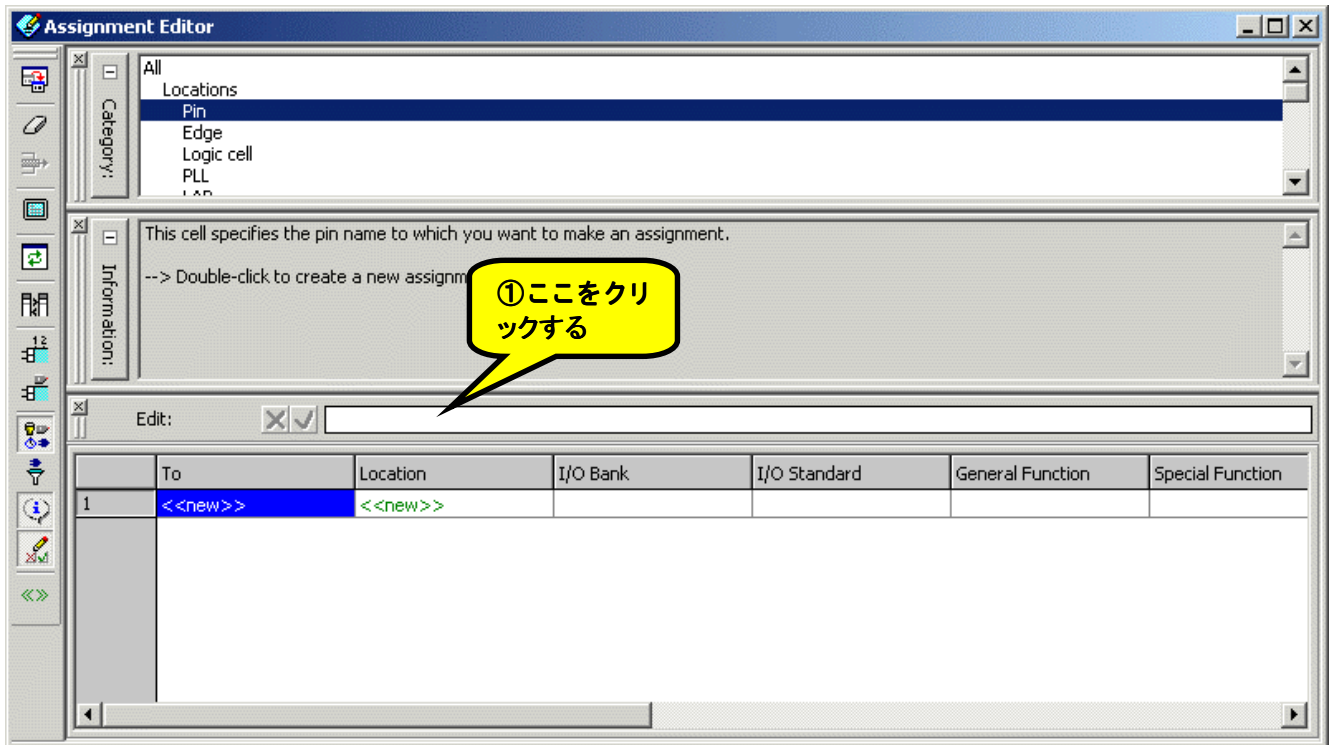 Assignment Editor
Category:
All
Locations
Pin
Edge
Logic cell
PLL
Information:
This cell specifies the pin name to which you want to make an assignment.
--> Double-click to create a new assignm
①ここをクリ
ックする
Edit:
To Location I/O Bank I/O Standard General Function Special Function
1 <<new>> <<new>>